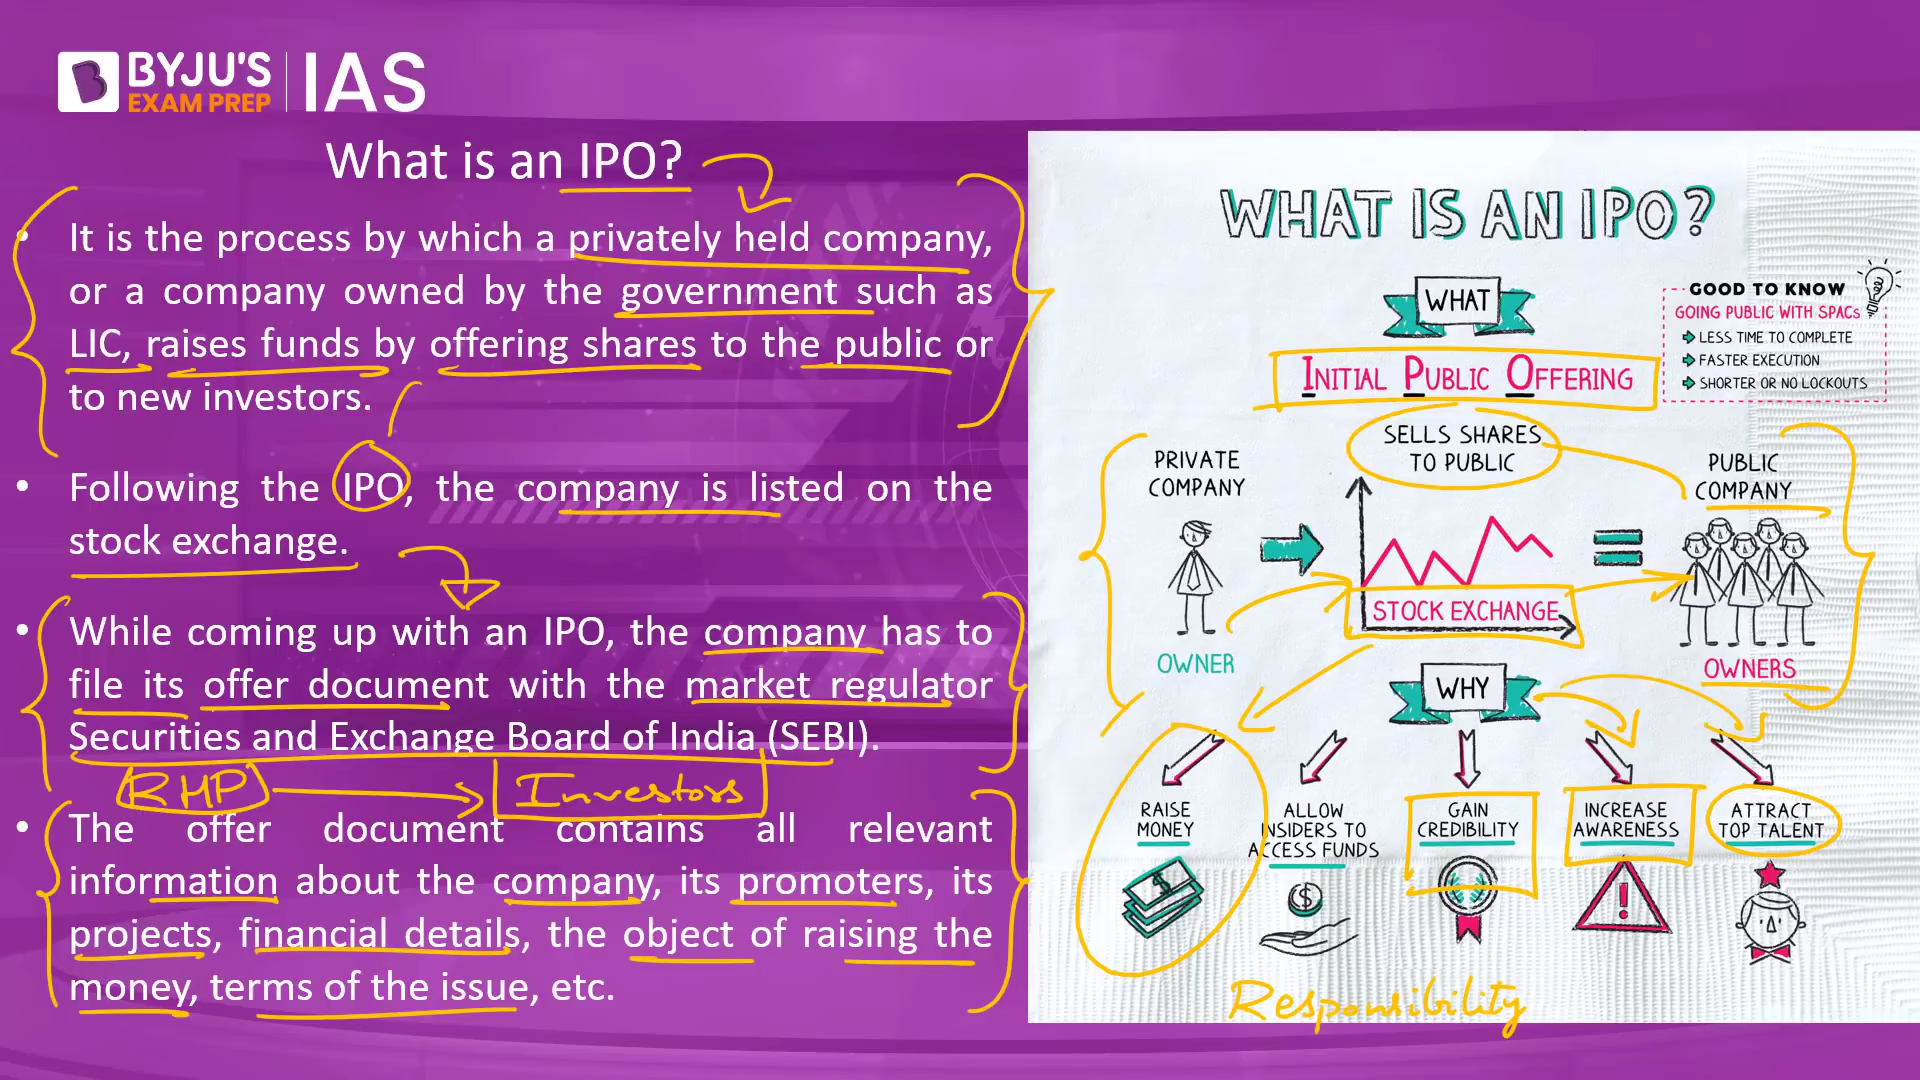 BYJU'S
EXAM PREP
IAS
What is an IPO?
• It is the process by which a privately held company,
or a company owned by the government such as
LIC, raises funds by offering shares to the public or
to new investors.
• Following the IPO, the company is listed on the
stock exchange.
• While coming up with an IPO, the company has to
file its offer document with the market regulator
Securities and Exchange Board of India (SEBI).
RHP Investors
• The offer document contains all relevant
information about the company, its promoters, its
projects, financial details, the object of raising the
money, terms of the issue, etc.
WHAT IS AN IPO?
WHAT
INITIAL PUBLIC OFFERING
GOOD TO KNOW
GOING PUBLIC WITH SPACs
LESS TIME TO COMPLETE
FASTER EXECUTION
SHORTER OR NO LOCKOUTS
PRIVATE
COMPANY
OWNER
SELLS SHARES
TO PUBLIC
STOCK EXCHANGE
PUBLIC
COMPANY
OWNERS
WHY
RAISE
MONEY
ALLOW
INSIDERS TO
ACCESS FUNDS
GAIN
CREDIBILITY
INCREASE
AWARENESS
ATTRACT
TOP TALENT
Responsibility